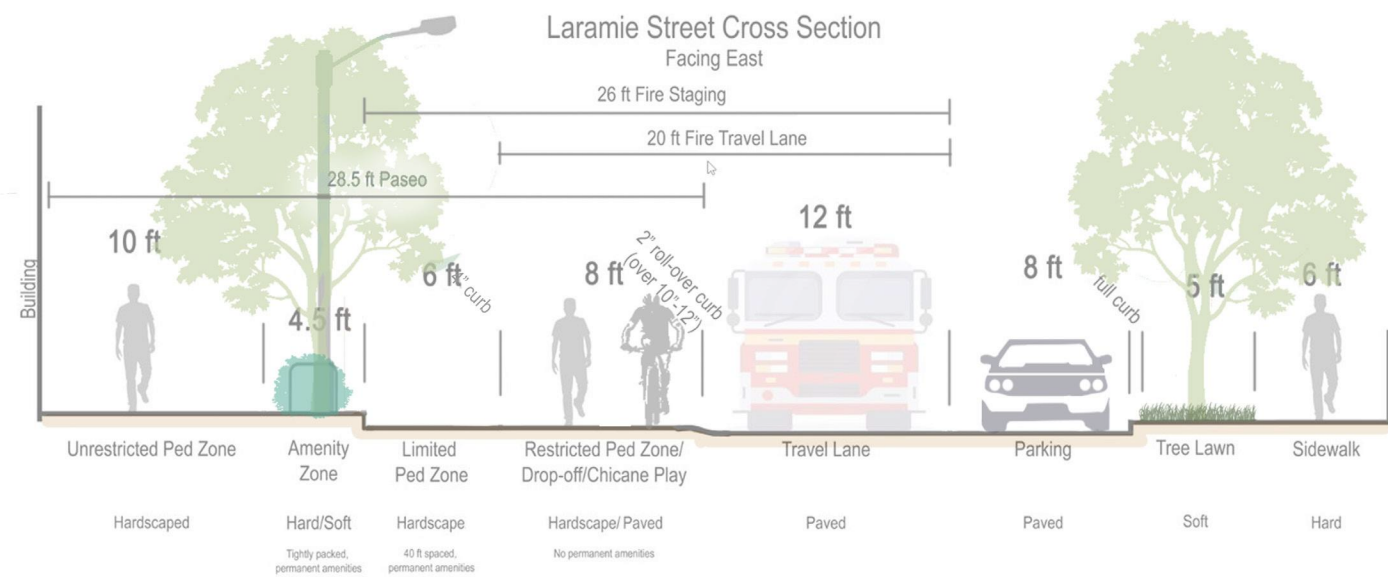 Laramie Street Cross Section
Facing East
26 ft Fire Staging
20 ft Fire Travel Lane
28.5 ft Paseo
Building
10 ft
4.5 ft
6 ft
4" curb
8 ft
2" roll-over curb
(over 10"-12")
12 ft
8 ft
full curb
5 ft
6 ft
Unrestricted Ped Zone
Hardscaped
Amenity
Zone
Hard/Soft
Tightly packed,
permanent amenities
Limited
Ped Zone
Hardscape
40 ft spaced,
permanent amenities
Restricted Ped Zone/
Drop-off/Chicane Play
Hardscape/ Paved
No permanent amenities
Travel Lane
Paved
Parking
Paved
Tree Lawn
Soft
Sidewalk
Hard